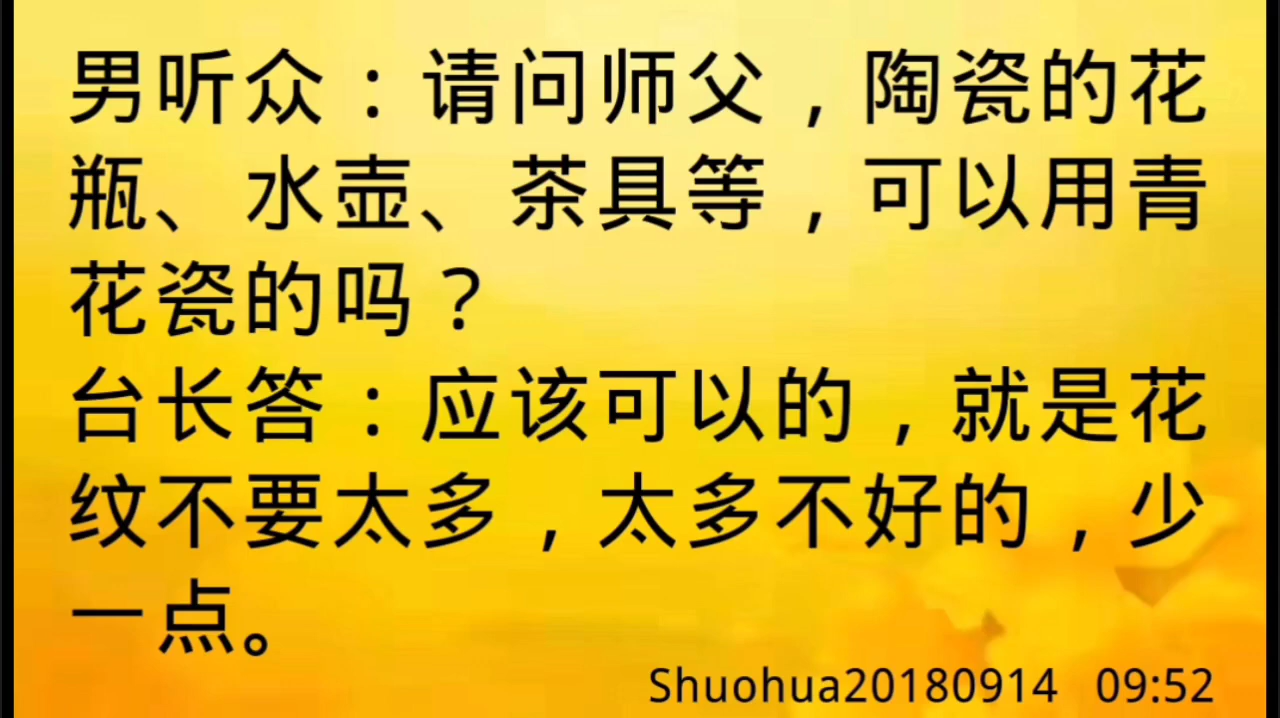 男听众：请问师父，陶瓷的花
瓶、水壶、茶具等，可以用青
花瓷的吗？
台长答：应该可以的，就是花
纹不要太多，太多不好的，少
一点。
Shuohua20180914 09:52